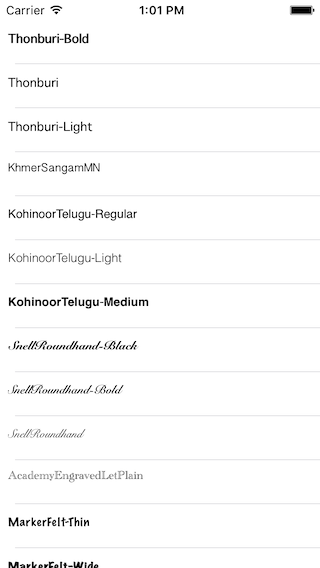 Carrier 1:01 PM
Thonburi-Bold
Thonburi
Thonburi-Light
KhmerSangamMN
KohinoorTelugu-Regular
KohinoorTelugu-Light
KohinoorTelugu-Medium
SnellRoundhand-Black
SnellRoundhand-Bold
SnellRoundhand
AcademyEngravedLetPlain
MarkerFelt-Thin
MarkerFelt-Wide